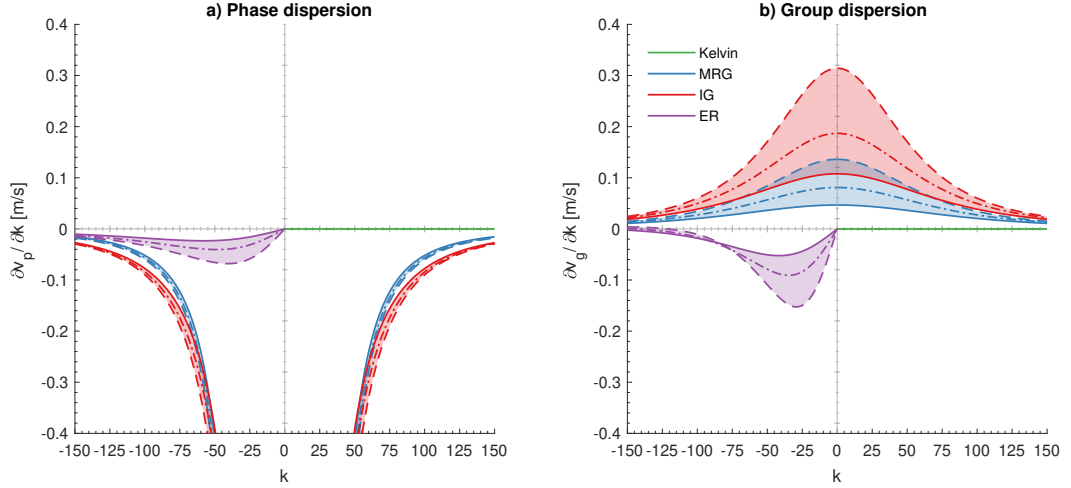 a) Phase dispersion
0.4
0.3
0.2
0.1
0
-0.1
-0.2
-0.3
-0.4
∂v_p/ ∂k [m/s]
-150 -125 -100 -75 -50 -25 0 25 50 75 100 125 150
k
b) Group dispersion
Kelvin
MRG
IG
ER
0.4
0.3
0.2
0.1
0
-0.1
-0.2
-0.3
-0.4
∂v_g/ ∂k [m/s]
-150 -125 -100 -75 -50 -25 0 25 50 75 100 125 150
k